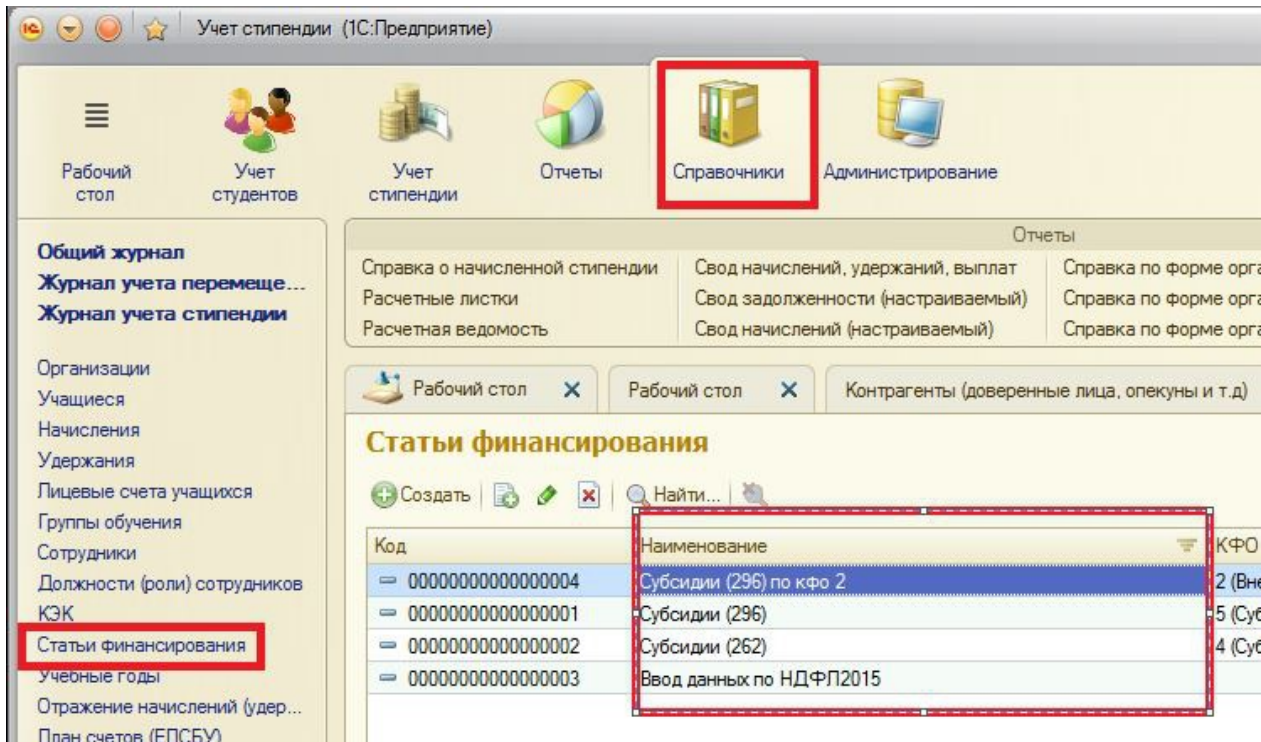 Учет стипендии (1С:Предприятие)
Рабочий стол
Учет студентов
Учет стипендии
Отчеты
Справочники
Администрирование
Общий журнал
Журнал учета перемеще...
Журнал учета стипендии
Организации
Учащиеся
Начисления
Удержания
Лицевые счета учащихся
Группы обучения
Сотрудники
Должности (роли) сотрудников
КЭК
Статьи финансирования
Учебные годы
Отражение начислений (удер...
План счетов (ЕПСБУ)
Отчеты
Справка о начисленной стипендии Свод начислений, удержаний, выплат Справка по форме орга
Расчетные листки Свод задолженности (настраиваемый) Справка по форме орга
Расчетная ведомость Свод начислений (настраиваемый) Справка по форме орга
Рабочий стол Рабочий стол Контрагенты (доверенные лица, опекуны и т.д)
Статьи финансирования
Создать Найти...
Код Наименование КФО
00000000000000004 Субсидии (296) по кфо 2 2 (Вне
00000000000000001 Субсидии (296) 5 (Суб
00000000000000002 Субсидии (262) 4 (Суб
00000000000000003 Ввод данных по НДФЛ2015